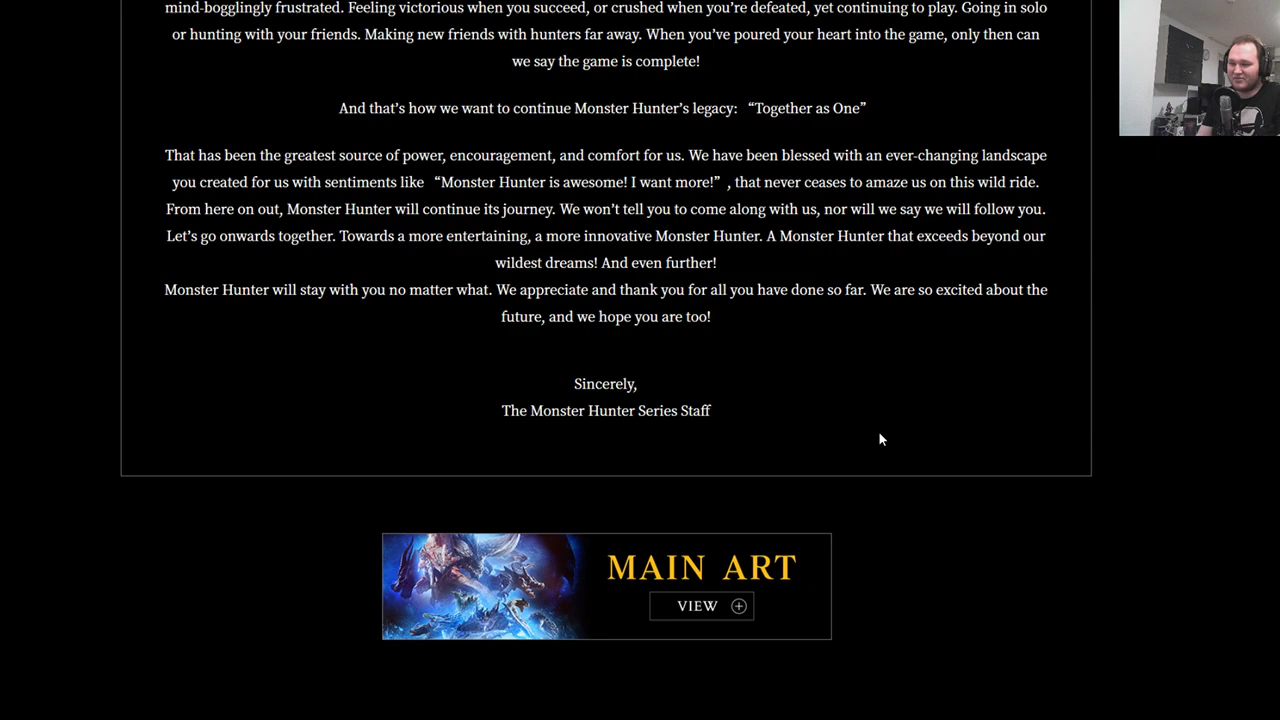 mind-bogglingly frustrated. Feeling victorious when you succeed, or crushed when you’re defeated, yet continuing to play. Going in solo
or hunting with your friends. Making new friends with hunters far away. When you’ve poured your heart into the game, only then can
we say the game is complete!
And that’s how we want to continue Monster Hunter’s legacy: “Together as One”
That has been the greatest source of power, encouragement, and comfort for us. We have been blessed with an ever-changing landscape
you created for us with sentiments like “Monster Hunter is awesome! I want more!” , that never ceases to amaze us on this wild ride.
From here on out, Monster Hunter will continue its journey. We won’t tell you to come along with us, nor will we say we will follow you.
Let’s go onwards together. Towards a more entertaining, a more innovative Monster Hunter. A Monster Hunter that exceeds beyond our
wildest dreams! And even further!
Monster Hunter will stay with you no matter what. We appreciate and thank you for all you have done so far. We are so excited about the
future, and we hope you are too!
Sincerely,
The Monster Hunter Series Staff
MAIN ART
VIEW